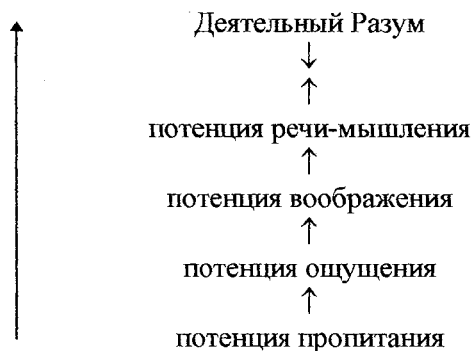 Деятельный Разум
потенция речи-мышления
потенция воображения
потенция ощущения
потенция пропитания